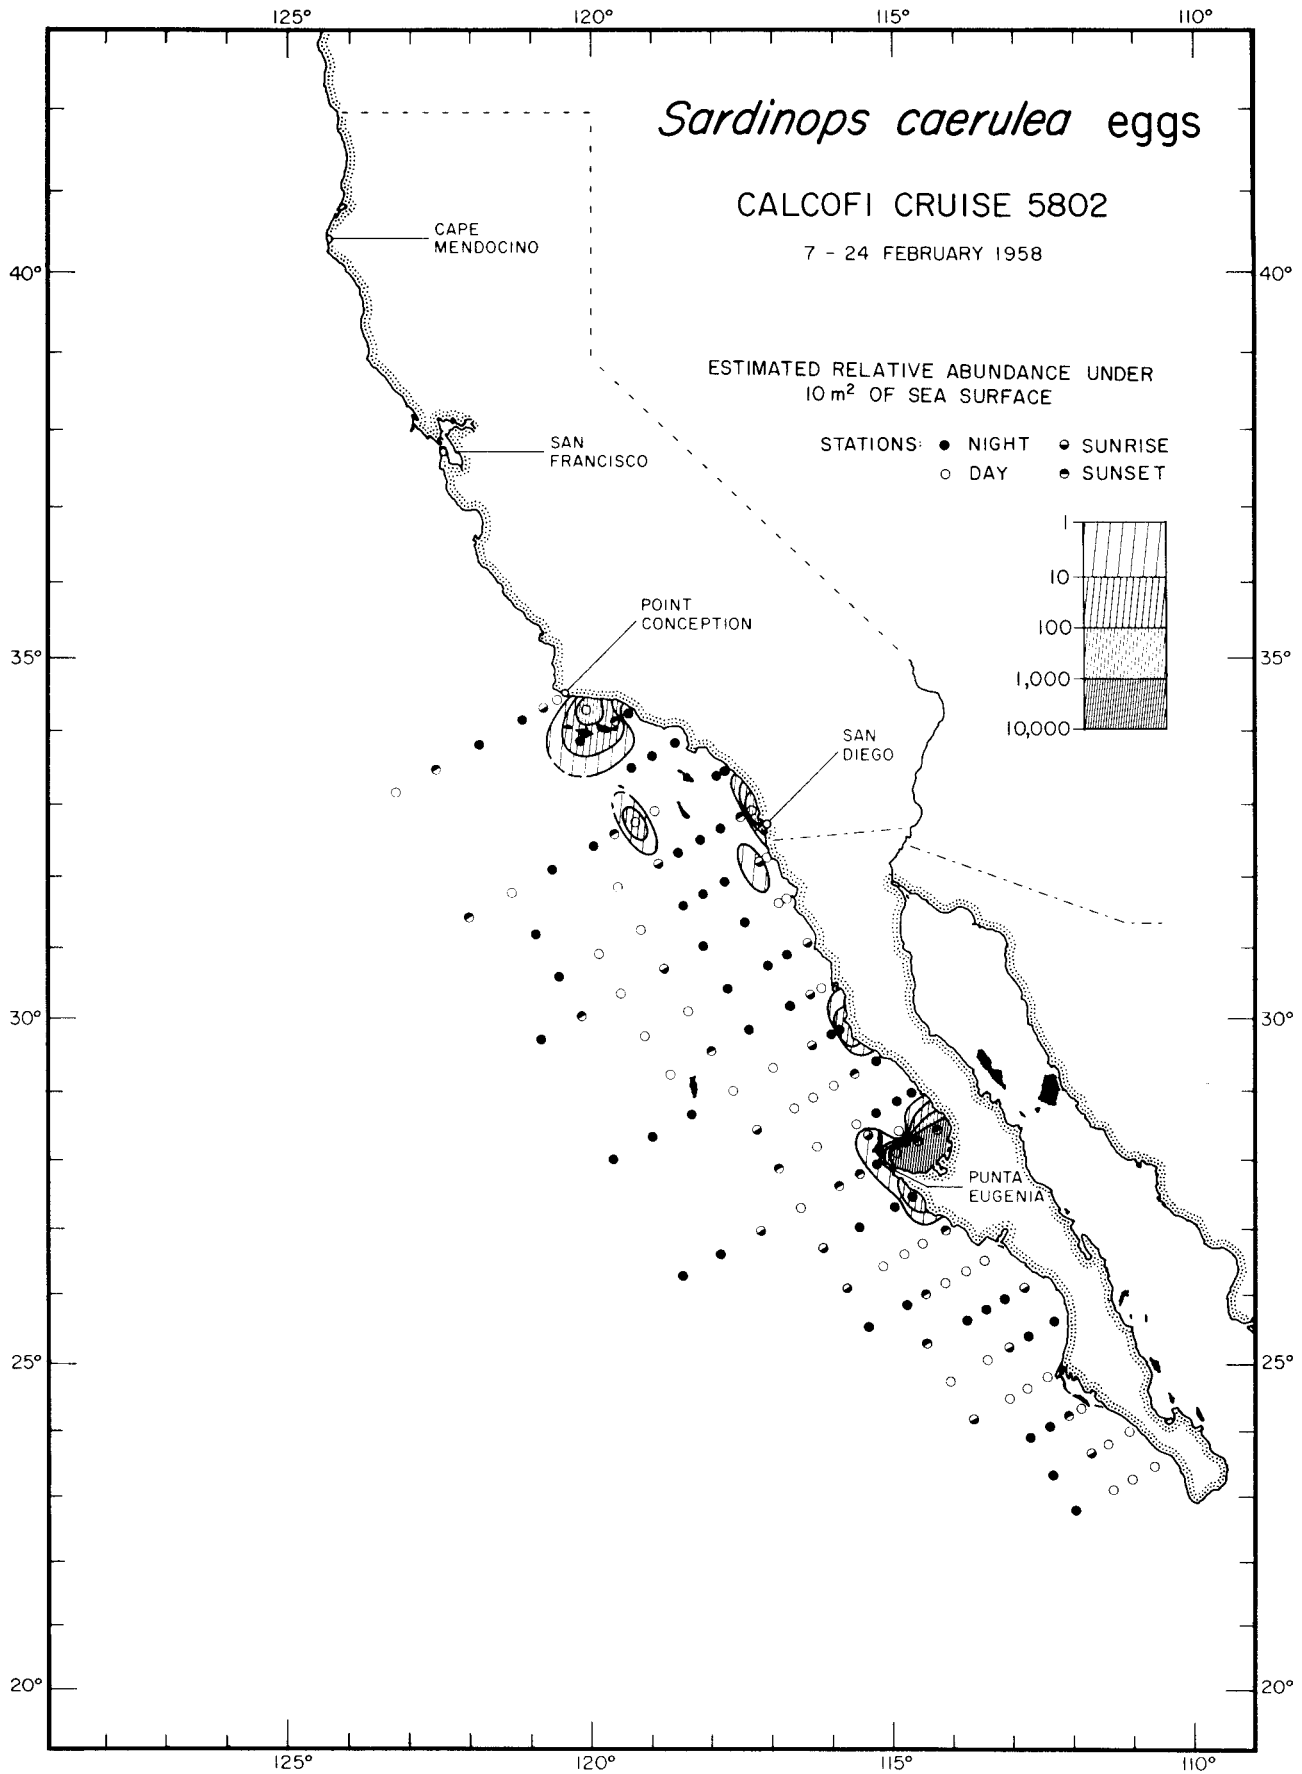 125° 120° 115° 110°
Sardinops caerulea eggs
CALCOFI CRUISE 5802
7 - 24 FEBRUARY 1958
CAPE
MENDOCINO
40° 40°
ESTIMATED RELATIVE ABUNDANCE UNDER
10 m² OF SEA SURFACE
STATIONS: ● NIGHT ◒ SUNRISE
○ DAY ◓ SUNSET
SAN
FRANCISCO
1
10
100
1,000
10,000
POINT
CONCEPTION
35° 35°
SAN
DIEGO
30° 30°
PUNTA
EUGENIA
25° 25°
20° 20°
125° 120° 115° 110°